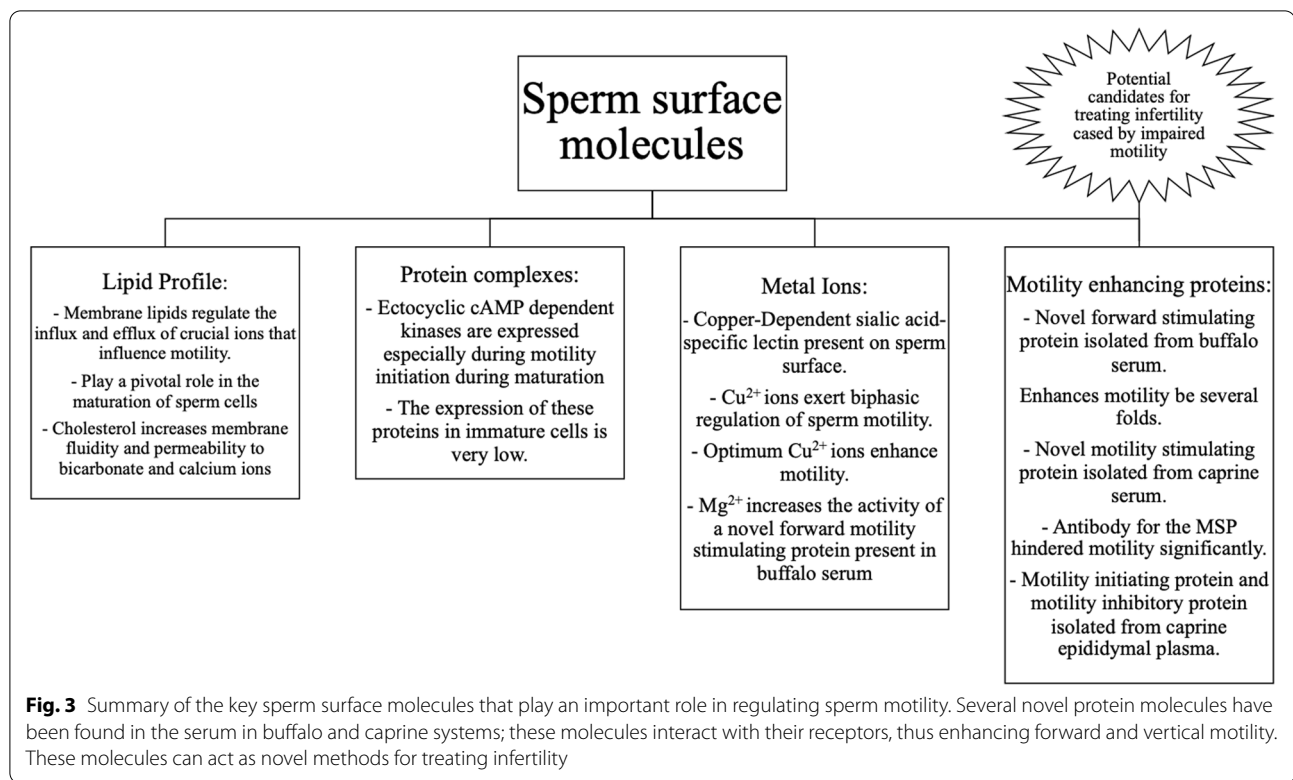 Sperm surface
molecules
Potential
candidates for
treating infertility
cased by impaired
motility
Lipid Profile:
- Membrane lipids regulate the
influx and efflux of crucial ions that
influence motility.
- Play a pivotal role in the
maturation of sperm cells
- Cholesterol increases membrane
fluidity and permeability to
bicarbonate and calcium ions
Protein complexes:
- Ectocyclic cAMP dependent
kinases are expressed
especially during motility
initiation during maturation
- The expression of these
proteins in immature cells is
very low.
Metal Ions:
- Copper-Dependent sialic acid-
specific lectin present on sperm
surface.
- Cu²⁺ ions exert biphasic
regulation of sperm motility.
- Optimum Cu²⁺ ions enhance
motility.
- Mg²⁺ increases the activity of
a novel forward motility
stimulating protein present in
buffalo serum
Motility enhancing proteins:
- Novel forward stimulating
protein isolated from buffalo
serum.
Enhances motility be several
folds.
- Novel motility stimulating
protein isolated from caprine
serum.
- Antibody for the MSP
hindered motility significantly.
- Motility initiating protein and
motility inhibitory protein
isolated from caprine
epididymal plasma.
Fig. 3 Summary of the key sperm surface molecules that play an important role in regulating sperm motility. Several novel protein molecules have
been found in the serum in buffalo and caprine systems; these molecules interact with their receptors, thus enhancing forward and vertical motility.
These molecules can act as novel methods for treating infertility